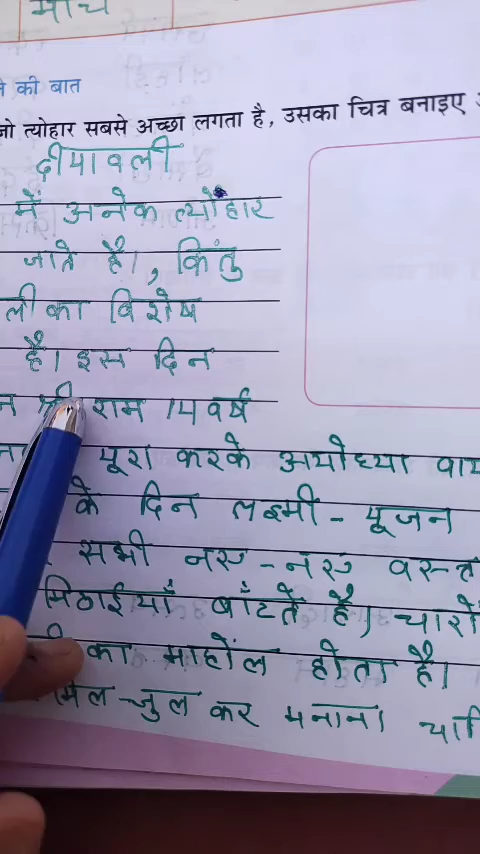 मार्च
ने की बात
जो त्योहार सबसे अच्छा लगता है, उसका चित्र बनाइए
दीपावली
में अनेक त्योहार
जाते है।, किंतु
ली का विशेष
है। इस दिन
श्री राम 14 वर्ष
पूरा करके अयोध्या
के दिन लक्ष्मी - पूजन
सभी नए - नए वस्त्र
मिठाईयाँ बाँटते है, चारों
का माहोल होता है।
मिल-जुल कर मनाना